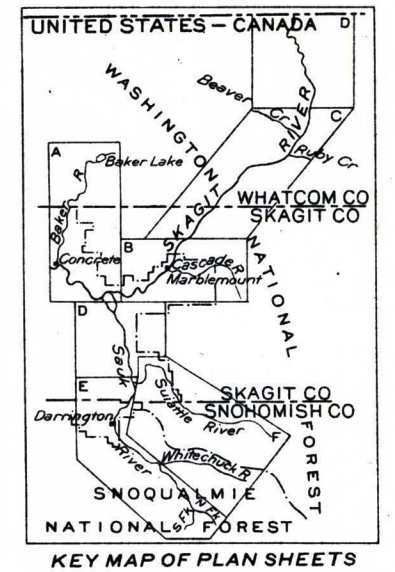 UNITED STATES - CANADA
D
WASHINGTON
Beaver
Cr
C
RIVER
Ruby Cr
A
Baker Lake
Baker R
SKAGIT
WHATCOM CO
SKAGIT CO
B
Concrete
Cascade R
Marblemount
NATIONAL
D
Sauk
E
SKAGIT CO
SNOHOMISH CO
Suiattle
River
Darrington
F
River
Whitechuck R
FOREST
SNOQUALMIE
S FK
N FK
NATIONAL FOREST
KEY MAP OF PLAN SHEETS